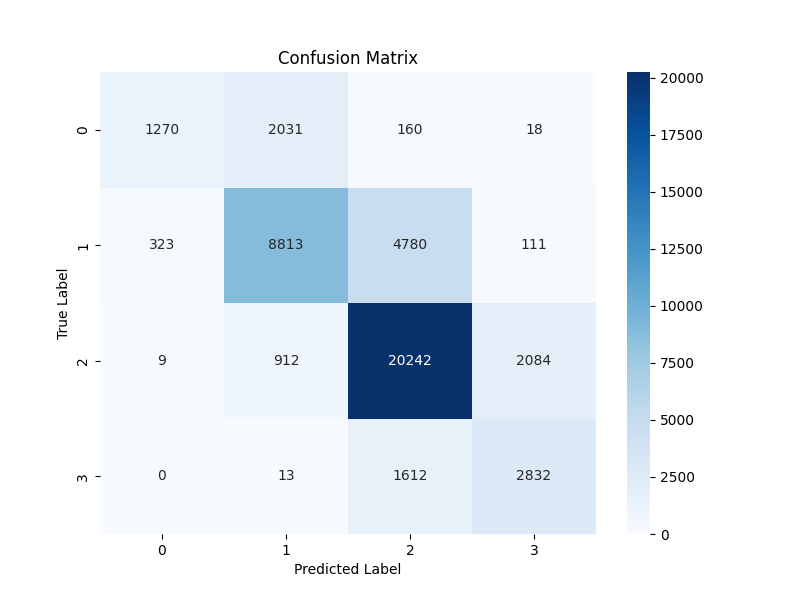 Confusion Matrix
0 1270 2031 160 18
1 323 8813 4780 111
2 9 912 20242 2084
3 0 13 1612 2832
0 1 2 3
Predicted Label
True Label
20000
17500
15000
12500
10000
7500
5000
2500
0